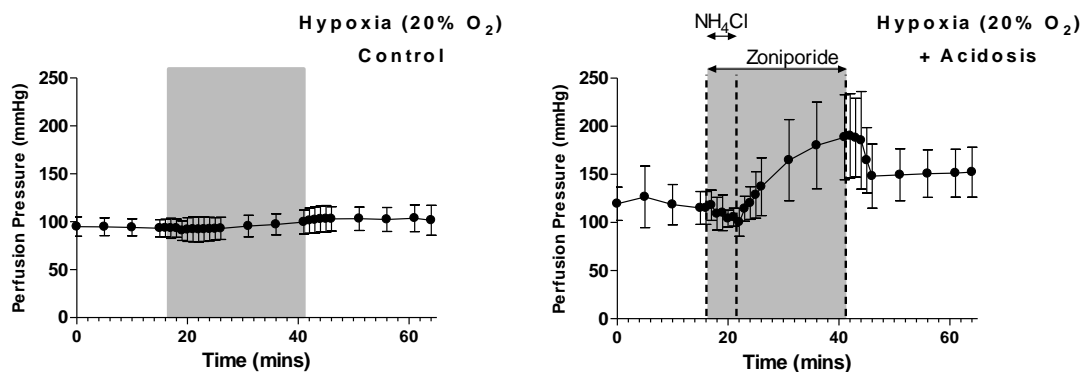 Hypoxia (20% O₂)
Control
Perfusion Pressure (mmHg)
250
200
150
100
50
0
0
20
40
60
Time (mins)
NH₄Cl
Zoniporide
Hypoxia (20% O₂)
+ Acidosis
Perfusion Pressure (mmHg)
250
200
150
100
50
0
0
20
40
60
Time (mins)